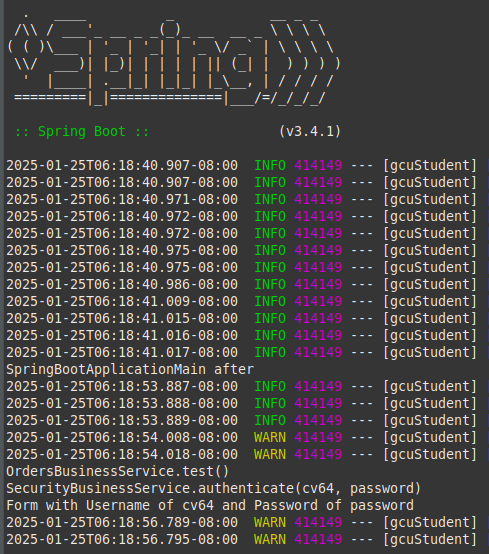 .   ____          _            __ _ _
 /\\ / ___'_ __ _ _(_)_ __  __ _ \ \ \ \
( ( )\___ | '_ | '_| | '_ \/ _` | \ \ \ \
 \\/  ___)| |_)| | | | | || (_| |  ) ) ) )
  '  |____| .__|_| |_|_| |_\__, | / / / /
 =========|_|==============|___/=/_/_/_/
 :: Spring Boot ::                (v3.4.1)
2025-01-25T06:18:40.907-08:00  INFO 414149 --- [gcuStudent]
2025-01-25T06:18:40.907-08:00  INFO 414149 --- [gcuStudent]
2025-01-25T06:18:40.971-08:00  INFO 414149 --- [gcuStudent]
2025-01-25T06:18:40.972-08:00  INFO 414149 --- [gcuStudent]
2025-01-25T06:18:40.972-08:00  INFO 414149 --- [gcuStudent]
2025-01-25T06:18:40.975-08:00  INFO 414149 --- [gcuStudent]
2025-01-25T06:18:40.975-08:00  INFO 414149 --- [gcuStudent]
2025-01-25T06:18:40.986-08:00  INFO 414149 --- [gcuStudent]
2025-01-25T06:18:41.009-08:00  INFO 414149 --- [gcuStudent]
2025-01-25T06:18:41.015-08:00  INFO 414149 --- [gcuStudent]
2025-01-25T06:18:41.016-08:00  INFO 414149 --- [gcuStudent]
2025-01-25T06:18:41.017-08:00  INFO 414149 --- [gcuStudent]
SpringBootApplicationMain after
2025-01-25T06:18:53.887-08:00  INFO 414149 --- [gcuStudent]
2025-01-25T06:18:53.888-08:00  INFO 414149 --- [gcuStudent]
2025-01-25T06:18:53.889-08:00  INFO 414149 --- [gcuStudent]
2025-01-25T06:18:54.008-08:00  WARN 414149 --- [gcuStudent]
2025-01-25T06:18:54.018-08:00  WARN 414149 --- [gcuStudent]
OrdersBusinessService.test()
SecurityBusinessService.authenticate(cv64, password)
Form with Username of cv64 and Password of password
2025-01-25T06:18:56.789-08:00  WARN 414149 --- [gcuStudent]
2025-01-25T06:18:56.795-08:00  WARN 414149 --- [gcuStudent]